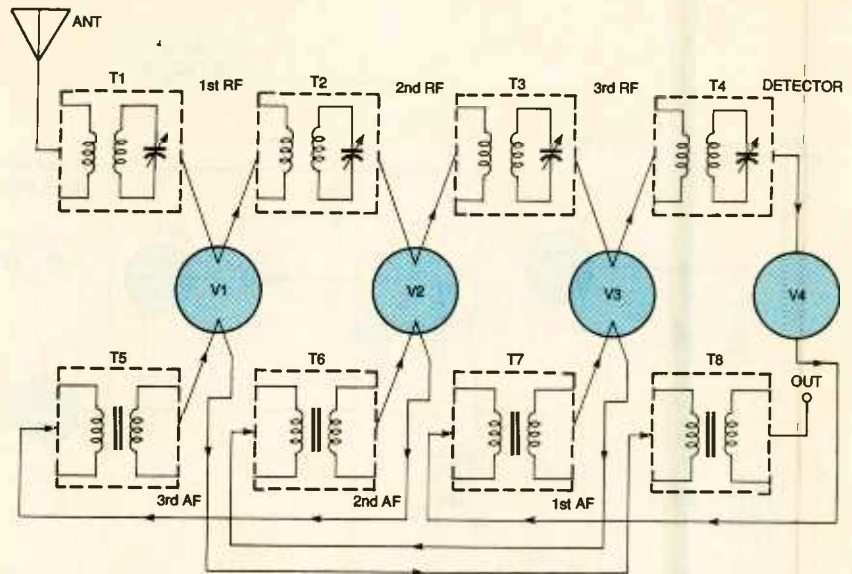 ANT
T1
1st RF
T2
2nd RF
T3
3rd RF
T4
DETECTOR
V1
V2
V3
V4
T5
T6
T7
T8
OUT
3rd AF
2nd AF
1st AF